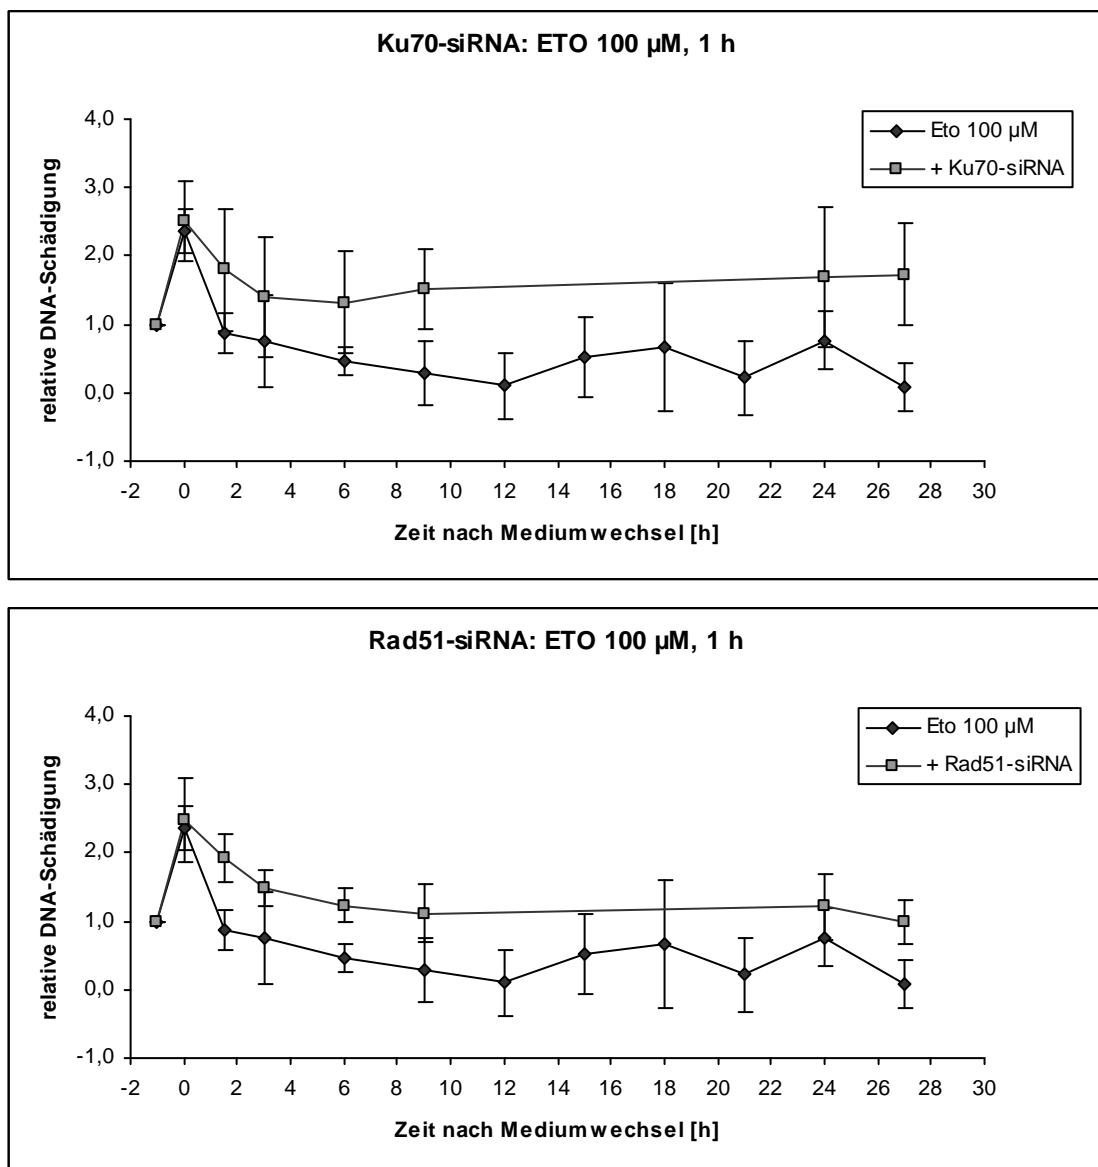 Ku70-siRNA: ETO 100 µM, 1 h
relative DNA-Schädigung
4,0
3,0
2,0
1,0
0,0
-1,0
-2 0 2 4 6 8 10 12 14 16 18 20 22 24 26 28 30
Zeit nach Mediumwechsel [h]
Eto 100 µM
+ Ku70-siRNA
Rad51-siRNA: ETO 100 µM, 1 h
relative DNA-Schädigung
4,0
3,0
2,0
1,0
0,0
-1,0
-2 0 2 4 6 8 10 12 14 16 18 20 22 24 26 28 30
Zeit nach Mediumwechsel [h]
Eto 100 µM
+ Rad51-siRNA